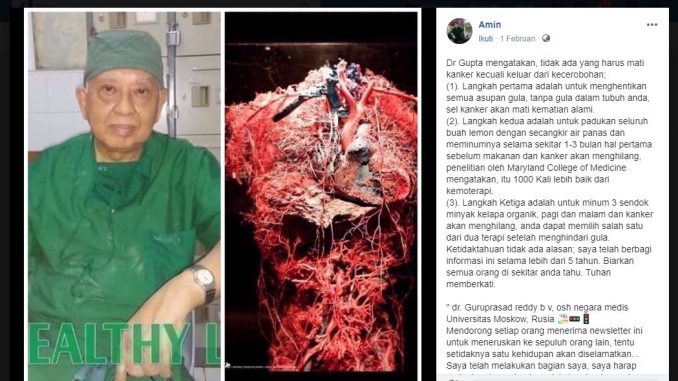 EALTHY L
Amin
Ikuti · 1 Februari ·
Dr Gupta mengatakan, tidak ada yang harus mati
kanker kecuali keluar dari kecerobohan;
(1). Langkah pertama adalah untuk menghentikan
semua asupan gula, tanpa gula dalam tubuh anda,
sel kanker akan mati kematian alami.
(2). Langkah kedua adalah untuk padukan seluruh
buah lemon dengan secangkir air panas dan
meminumnya selama sekitar 1-3 bulan hal pertama
sebelum makanan dan kanker akan menghilang,
penelitian oleh Maryland College of Medicine
mengatakan, itu 1000 Kali lebih baik dari
kemoterapi.
(3). Langkah Ketiga adalah untuk minum 3 sendok
minyak kelapa organik, pagi dan malam dan kanker
akan menghilang, anda dapat memilih salah satu
dari dua terapi setelah menghindari gula.
Ketidaktahuan tidak ada alasan; saya telah berbagi
informasi ini selama lebih dari 5 tahun. Biarkan
semua orang di sekitar anda tahu. Tuhan
memberkati.
" dr. Guruprasad reddy b v, osh negara medis
Universitas Moskow, Rusia
Mendorong setiap orang menerima newsletter ini
untuk meneruskan ke sepuluh orang lain, tentu
setidaknya satu kehidupan akan diselamatkan...
Saya telah melakukan bagian saya, saya harap